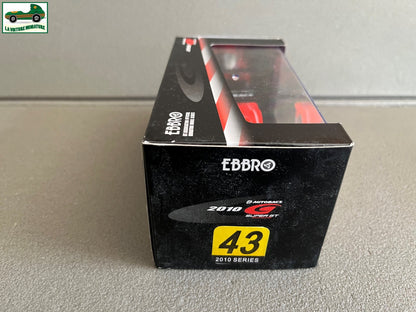 LA VOITURE MINIATURE
EBBRO
EBBRO
AUTOBACS
2010
SUPER GT
43
2010 SERIES